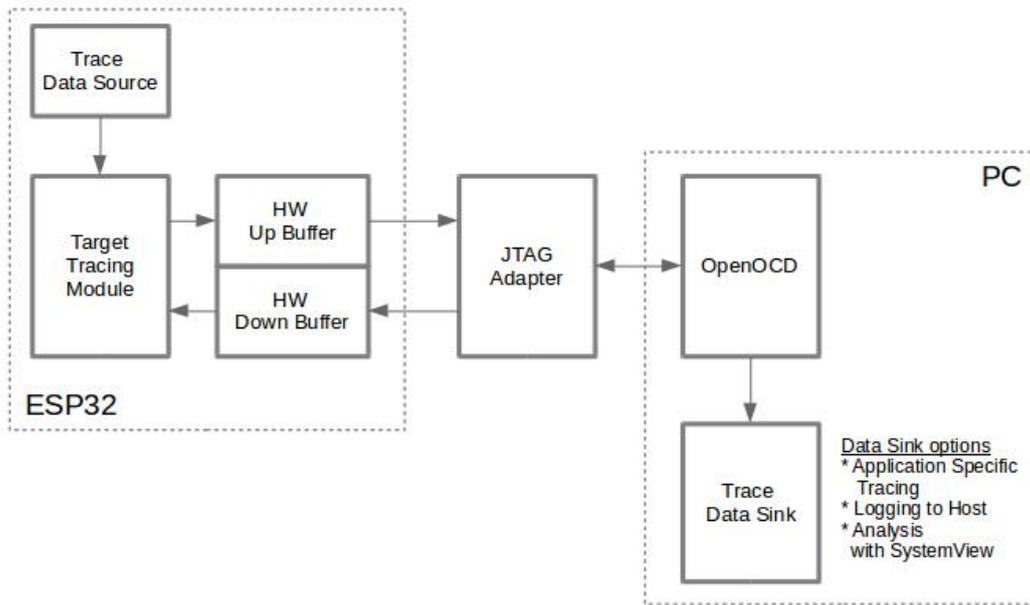 Trace
Data Source
Target
Tracing
Module
HW
Up Buffer
HW
Down Buffer
ESP32
JTAG
Adapter
PC
OpenOCD
Trace
Data Sink
Data Sink options
* Application Specific
Tracing
* Logging to Host
* Analysis
with SystemView